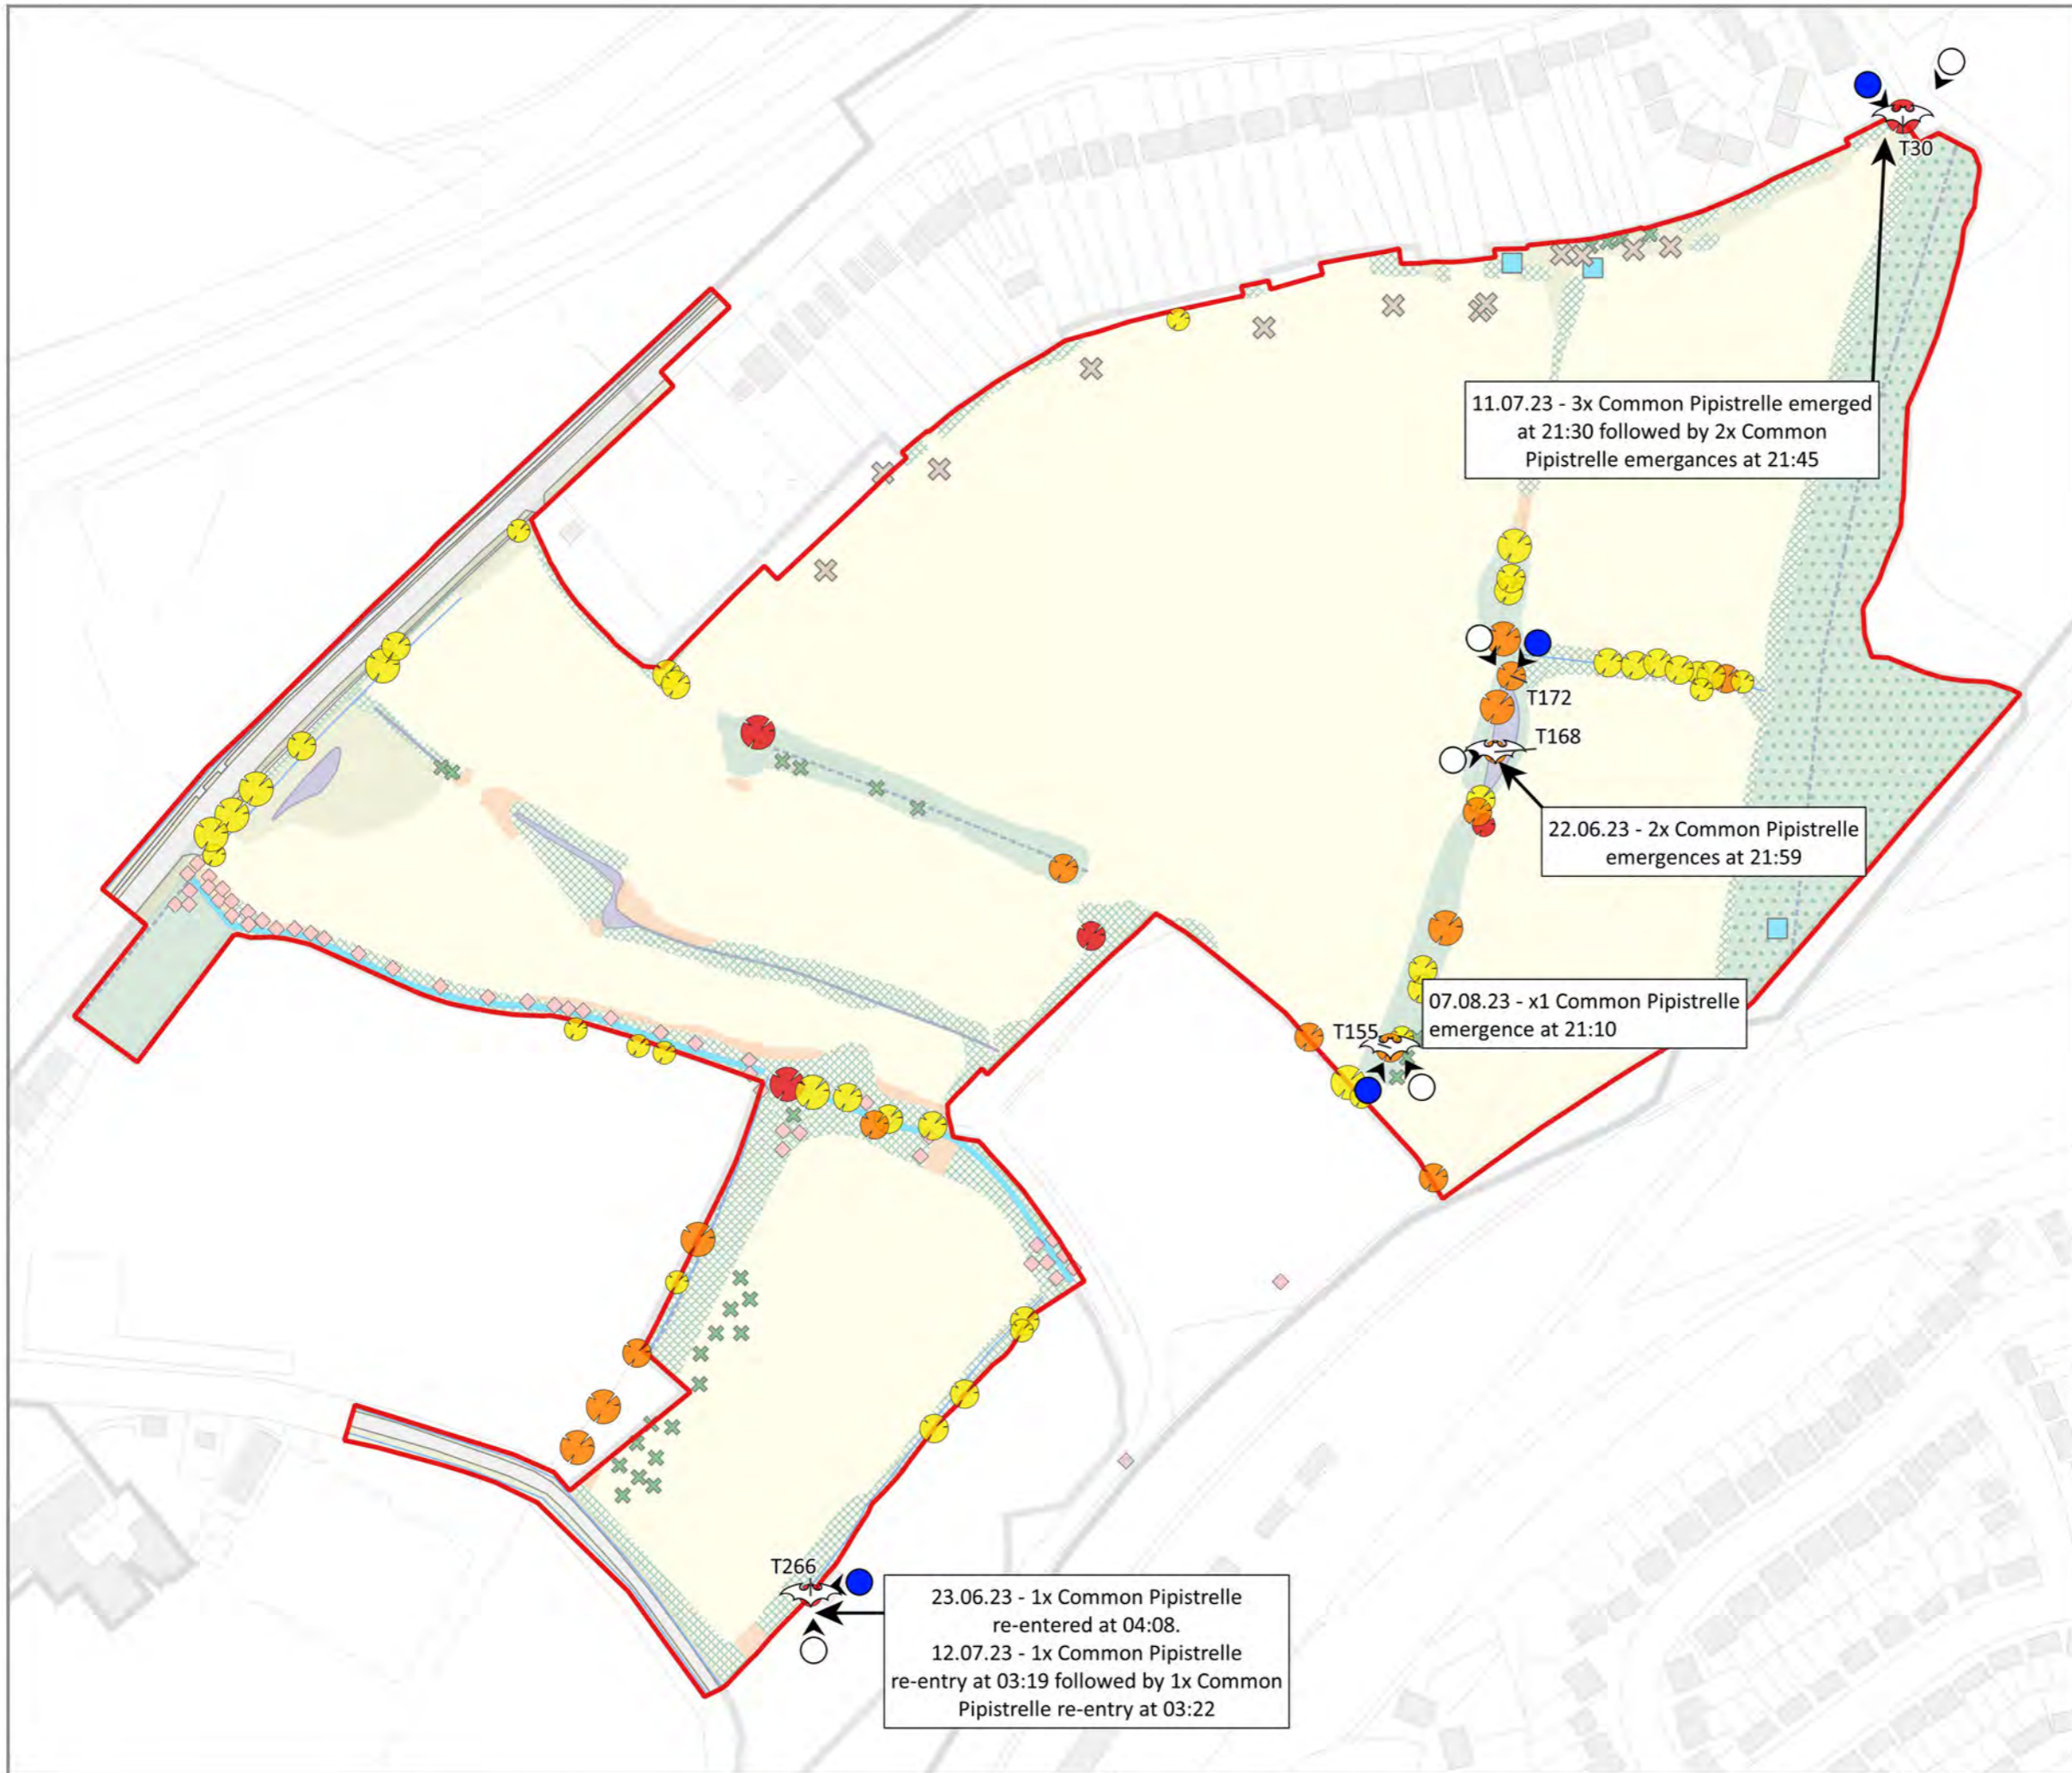 T30
11.07.23 - 3x Common Pipistrelle emerged
at 21:30 followed by 2x Common
Pipistrelle emergances at 21:45
T172
T168
22.06.23 - 2x Common Pipistrelle
emergences at 21:59
07.08.23 - x1 Common Pipistrelle
emergence at 21:10
T155
T266
23.06.23 - 1x Common Pipistrelle
re-entered at 04:08.
12.07.23 - 1x Common Pipistrelle
re-entry at 03:19 followed by 1x Common
Pipistrelle re-entry at 03:22